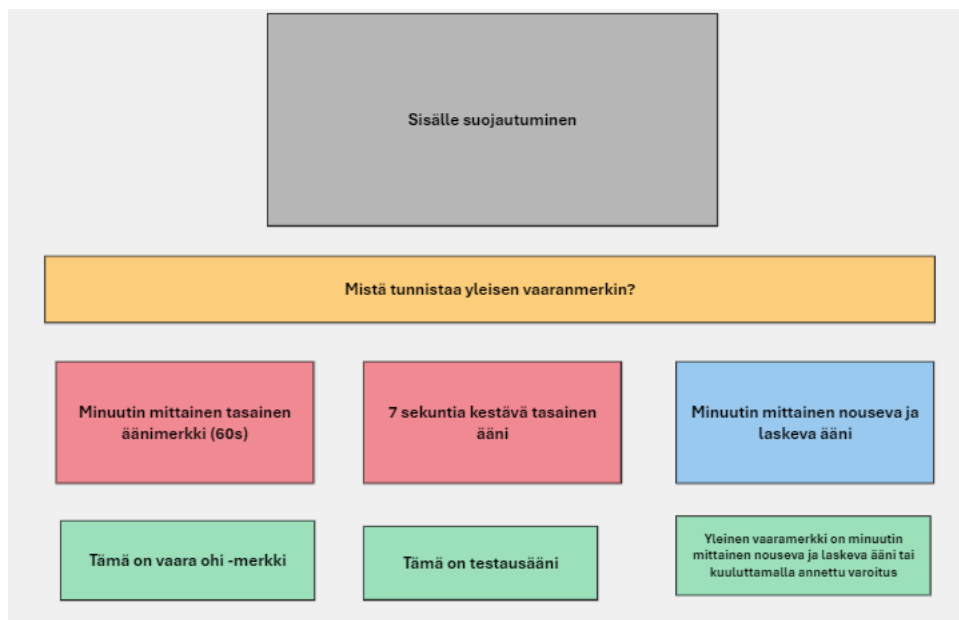 Sisälle suojautuminen
Mistä tunnistaa yleisen vaaranmerkin?
Minuutin mittainen tasainen
äänimerkki (60s)
7 sekuntia kestävä tasainen
ääni
Minuutin mittainen nouseva ja
laskeva ääni
Tämä on vaara ohi -merkki
Tämä on testausääni
Yleinen vaaramerkki on minuutin
mittainen nouseva ja laskeva ääni tai
kuuluttamalla annettu varoitus